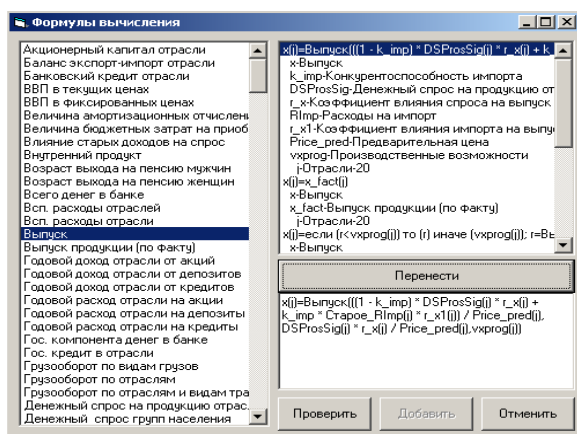 Формулы вычисления
Акционерный капитал отрасли
Баланс экспорт-импорт отрасли
Банковский кредит отрасли
ВВП в текущих ценах
ВВП в фиксированных ценах
Величина амортизационных отчислени
Величина бюджетных затрат на приоб
Влияние старых доходов на спрос
Внутренний продукт
Возраст выхода на пенсию мужчин
Возраст выхода на пенсию женщин
Всего денег в банке
Всп. расходы отраслей
Всп. расходы отрасли
Выпуск
Выпуск продукции (по факту)
Годовой доход отрасли от акций
Годовой доход отрасли от депозитов
Годовой доход отрасли от кредитов
Годовой расход отрасли на акции
Годовой расход отрасли на депозиты
Годовой расход отрасли на кредиты
Гос. компонента денег в банке
Гос. кредит в отрасли
Грузооборот по видам грузов
Грузооборот по отраслям
Грузооборот по отраслям и видам тра
Денежный спрос на продукцию отрас.
Денежный спрос групп населения
x(j)=Выпуск(((1 - k_imp) * DSProsSig(j) * r_x(j) + k_
x-Выпуск
k_imp-Конкурентоспособность импорта
DSProsSig-Денежный спрос на продукцию от
r_x-Коэффициент влияния спроса на выпуск
RImp-Расходы на импорт
r_x1-Коэффициент влияния импорта на выпу
Price_pred-Предварительная цена
vxprog-Производственные возможности
j-Отрасли-20
x(j)=x_fact(j)
x-Выпуск
x_fact-Выпуск продукции (по факту)
j-Отрасли-20
x(j)=если (r<vxprog(j)) то (r) иначе (vxprog(j)); r=Вы
x-Выпуск
Перенести
x(j)=Выпуск(((1 - k_imp) * DSProsSig(j) * r_x(j) +
k_imp * Старое_RImp(j) * r_x1(j)) / Price_pred(j),
DSProsSig(j) * r_x(j) / Price_pred(j),vxprog(j))
Проверить
Добавить
Отменить